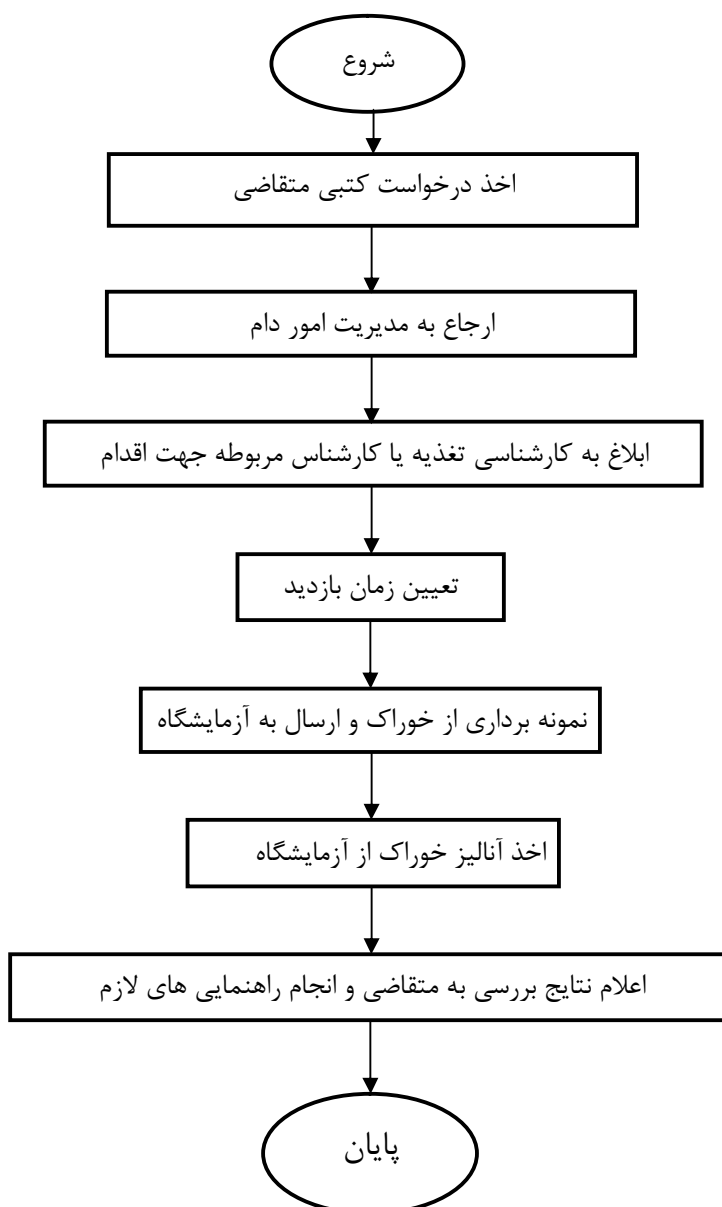 شروع
اخذ درخواست کتبی متقاضی
ارجاع به مدیریت امور دام
ابلاغ به کارشناسی تغذیه یا کارشناس مربوطه جهت اقدام
تعیین زمان بازدید
نمونه برداری از خوراک و ارسال به آزمایشگاه
اخذ آنالیز خوراک از آزمایشگاه
اعلام نتایج بررسی به متقاضی و انجام راهنمایی های لازم
پایان